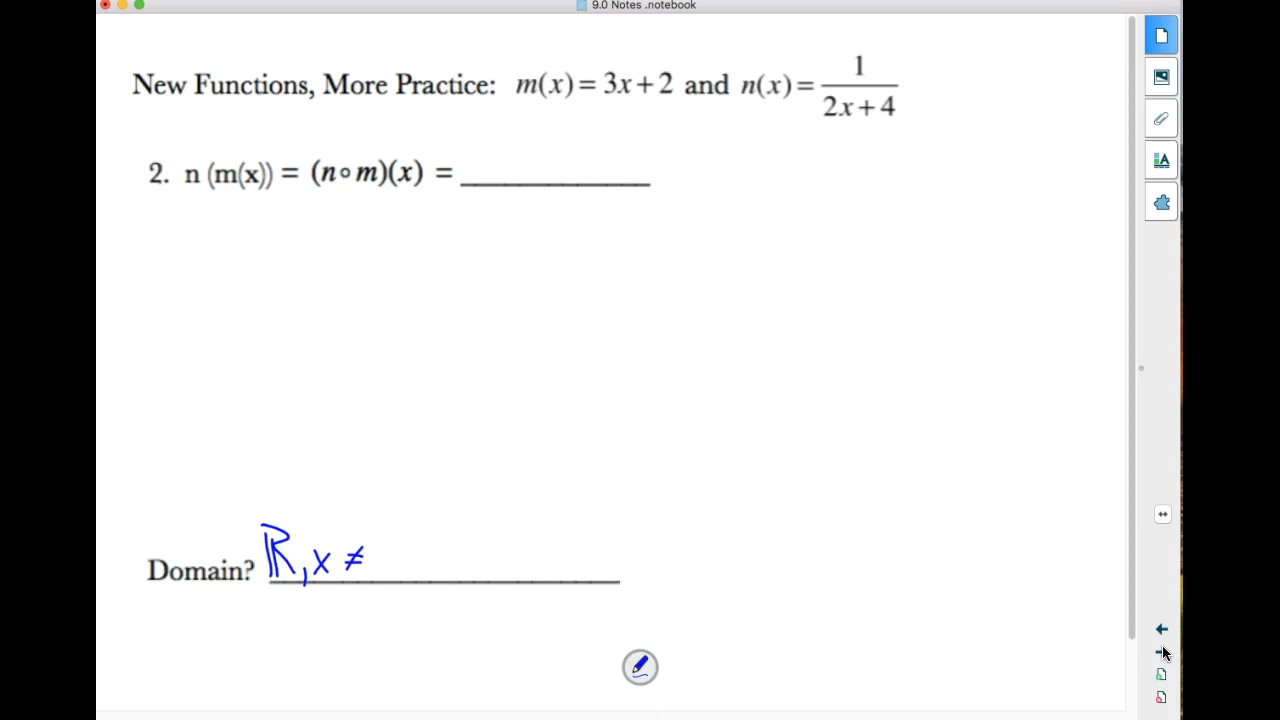 9.0 Notes .notebook
New Functions, More Practice: m(x) = 3x + 2 and n(x) = 1/(2x + 4)
2. n (m(x)) = (n∘m)(x) = ____________
Domain? ℝ, x ≠